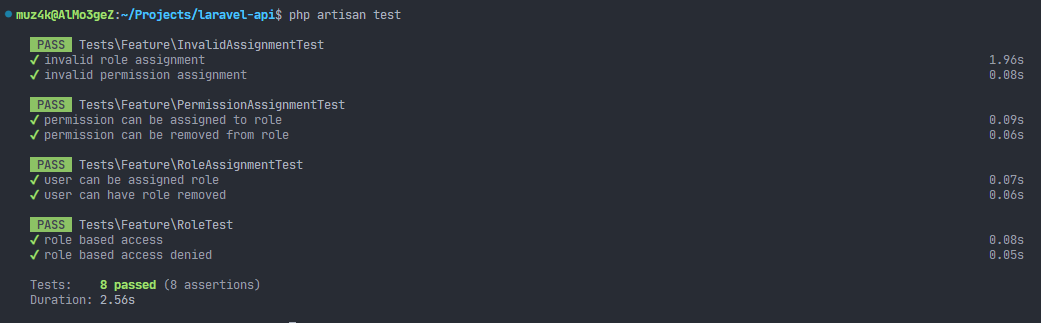 muz4k@AlMo3geZ:~/Projects/laravel-api$ php artisan test
PASS Tests\Feature\InvalidAssignmentTest
✓ invalid role assignment 1.96s
✓ invalid permission assignment 0.08s
PASS Tests\Feature\PermissionAssignmentTest
✓ permission can be assigned to role 0.09s
✓ permission can be removed from role 0.06s
PASS Tests\Feature\RoleAssignmentTest
✓ user can be assigned role 0.07s
✓ user can have role removed 0.06s
PASS Tests\Feature\RoleTest
✓ role based access 0.08s
✓ role based access denied 0.05s
Tests: 8 passed (8 assertions)
Duration: 2.56s